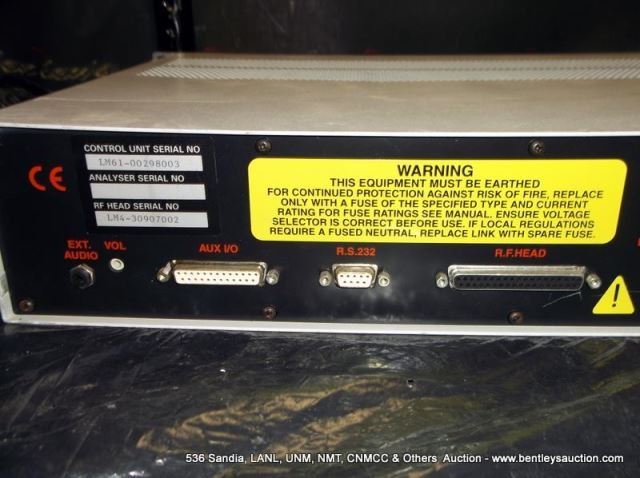 CE
CONTROL UNIT SERIAL NO
LM61-00298003
ANALYSER SERIAL NO
RF HEAD SERIAL NO
LM4-30907002
WARNING
THIS EQUIPMENT MUST BE EARTHED
FOR CONTINUED PROTECTION AGAINST RISK OF FIRE, REPLACE
ONLY WITH A FUSE OF THE SPECIFIED TYPE AND CURRENT
RATING FOR FUSE RATINGS SEE MANUAL. ENSURE VOLTAGE
SELECTOR IS CORRECT BEFORE USE. IF LOCAL REGULATIONS
REQUIRE A FUSED NEUTRAL, REPLACE LINK WITH SPARE FUSE.
EXT.
AUDIO
VOL
AUX I/O
R.S.232
R.F.HEAD
!
536 Sandia, LANL, UNM, NMT, CNMCC & Others Auction - www.bentleysauction.com